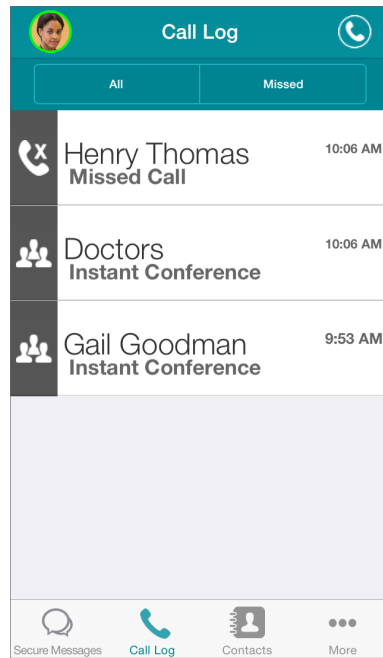 Call Log
All Missed
Henry Thomas 10:06 AM
Missed Call
Doctors 10:06 AM
Instant Conference
Gail Goodman 9:53 AM
Instant Conference
Secure Messages Call Log Contacts More